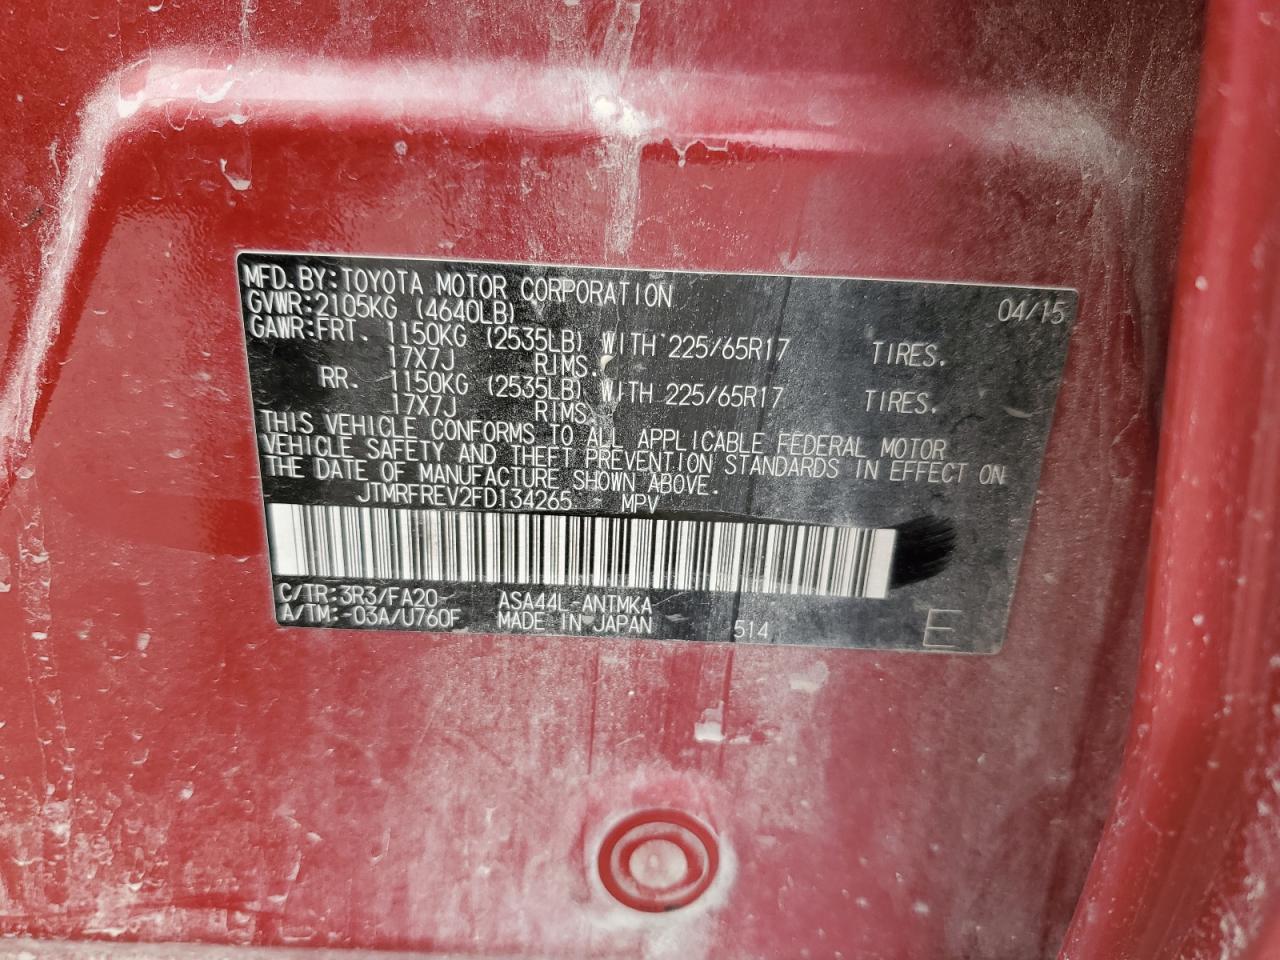 MFD.BY:TOYOTA MOTOR CORPORATION 04/15
GVWR:2105KG (4640LB)
GAWR:FRT. 1150KG (2535LB) WITH 225/65R17 TIRES.
17X7J RIMS.
RR. 1150KG (2535LB) WITH 225/65R17 TIRES.
17X7J RIMS.
THIS VEHICLE CONFORMS TO ALL APPLICABLE FEDERAL MOTOR
VEHICLE SAFETY AND THEFT PREVENTION STANDARDS IN EFFECT ON
THE DATE OF MANUFACTURE SHOWN ABOVE.
JTMRFREV2FD134265 MPV
C/TR:3R3/FA20 ASA44L-ANTMKA
A/TM:-03A/U760F MADE IN JAPAN 514 E